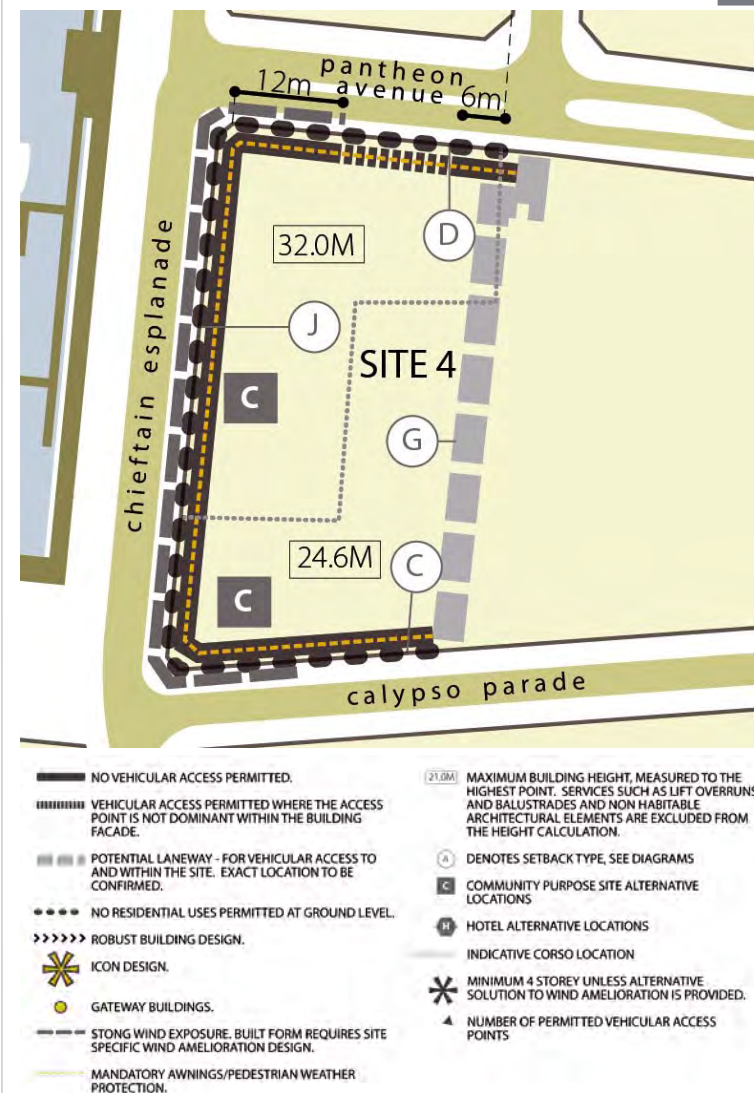 pantheon
avenue
12m
6m
chieftain esplanade
32.0M
D
J
SITE 4
C
G
24.6M
C
C
calypso parade
NO VEHICULAR ACCESS PERMITTED.
VEHICULAR ACCESS PERMITTED WHERE THE ACCESS
POINT IS NOT DOMINANT WITHIN THE BUILDING
FACADE.
POTENTIAL LANEWAY - FOR VEHICULAR ACCESS TO
AND WITHIN THE SITE. EXACT LOCATION TO BE
CONFIRMED.
NO RESIDENTIAL USES PERMITTED AT GROUND LEVEL.
ROBUST BUILDING DESIGN.
ICON DESIGN.
GATEWAY BUILDINGS.
STONG WIND EXPOSURE. BUILT FORM REQUIRES SITE
SPECIFIC WIND AMELIORATION DESIGN.
MANDATORY AWNINGS/PEDESTRIAN WEATHER
PROTECTION.
21.0M
MAXIMUM BUILDING HEIGHT, MEASURED TO THE
HIGHEST POINT. SERVICES SUCH AS LIFT OVERRUNS
AND BALUSTRADES AND NON HABITABLE
ARCHITECTURAL ELEMENTS ARE EXCLUDED FROM
THE HEIGHT CALCULATION.
A
DENOTES SETBACK TYPE, SEE DIAGRAMS
C
COMMUNITY PURPOSE SITE ALTERNATIVE
LOCATIONS
H
HOTEL ALTERNATIVE LOCATIONS
INDICATIVE CORSO LOCATION
MINIMUM 4 STOREY UNLESS ALTERNATIVE
SOLUTION TO WIND AMELIORATION IS PROVIDED.
NUMBER OF PERMITTED VEHICULAR ACCESS
POINTS